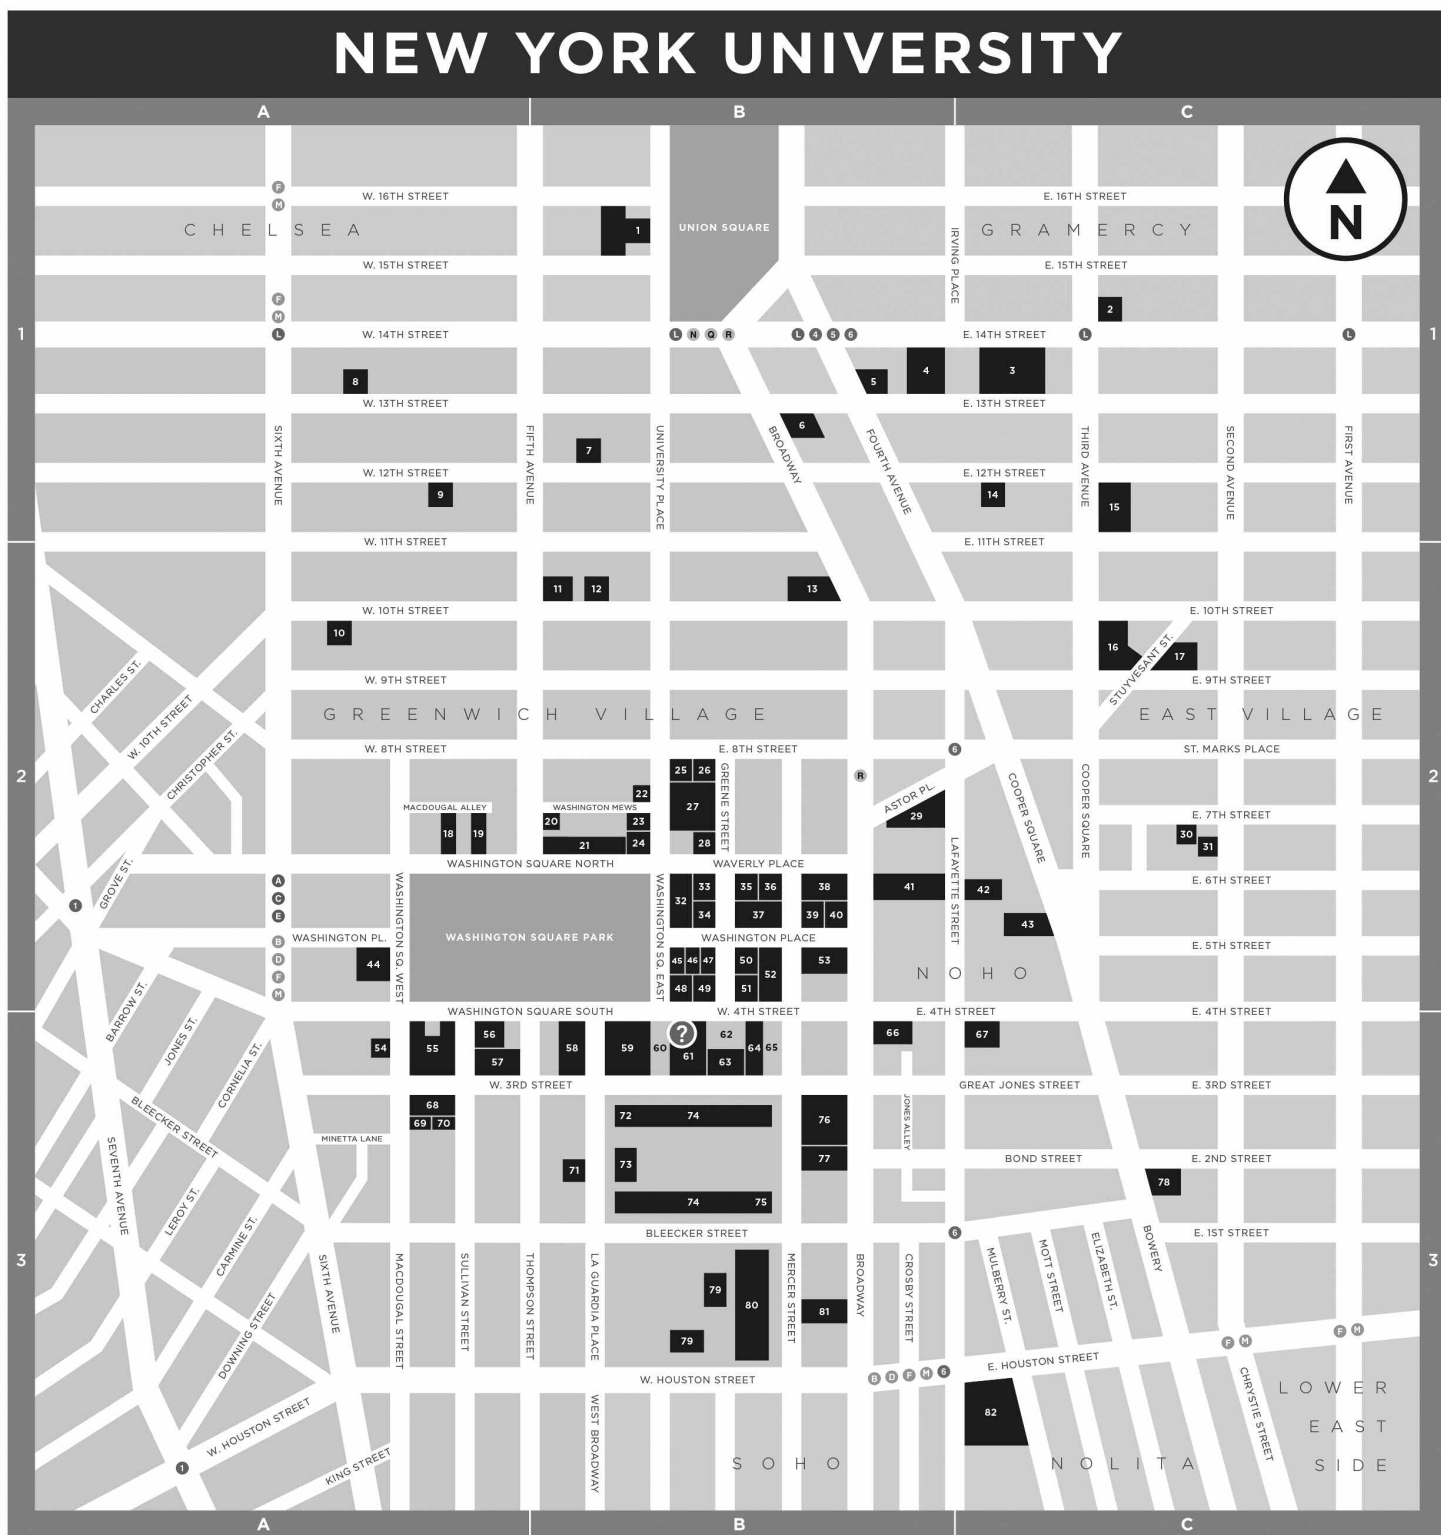 NEW YORK UNIVERSITY
A
B
C
F
W. 16TH STREET
E. 16TH STREET
M
CHELSEA
1
UNION SQUARE
IRVING PLACE
GRAMERCY
N
W. 15TH STREET
E. 15TH STREET
F
M
2
1
L
W. 14TH STREET
L N Q R
L 4 5 6
E. 14TH STREET
L
L
1
8
5
4
3
W. 13TH STREET
E. 13TH STREET
SIXTH AVENUE
FIFTH AVENUE
UNIVERSITY PLACE
BROADWAY
FOURTH AVENUE
THIRD AVENUE
SECOND AVENUE
FIRST AVENUE
7
6
W. 12TH STREET
E. 12TH STREET
9
14
15
W. 11TH STREET
E. 11TH STREET
11
12
13
W. 10TH STREET
E. 10TH STREET
10
16
17
STUYVESANT ST.
CHARLES ST.
W. 10TH STREET
CHRISTOPHER ST.
W. 9TH STREET
E. 9TH STREET
GREENWICH VILLAGE
EAST VILLAGE
W. 8TH STREET
E. 8TH STREET
6
ST. MARKS PLACE
2
25
26
GREENE STREET
R
ASTOR PL.
COOPER SQUARE
COOPER SQUARE
2
22
27
MACDOUGAL ALLEY
WASHINGTON MEWS
29
E. 7TH STREET
18
19
20
23
21
24
28
30
31
WASHINGTON SQUARE NORTH
WAVERLY PLACE
LAFAYETTE STREET
GROVE ST.
1
A
C
E
WASHINGTON SQ. WEST
WASHINGTON SQ. EAST
32
33
35
36
38
41
42
E. 6TH STREET
34
37
39
40
43
B
WASHINGTON PL.
WASHINGTON SQUARE PARK
WASHINGTON PLACE
E. 5TH STREET
D
F
M
44
45
46
47
50
52
53
NOHO
48
49
51
BARROW ST.
JONES ST.
CORNELIA ST.
WASHINGTON SQUARE SOUTH
W. 4TH STREET
E. 4TH STREET
E. 4TH STREET
54
55
56
57
58
59
60
?
61
62
63
64
65
66
67
W. 3RD STREET
GREAT JONES STREET
E. 3RD STREET
BLEECKER STREET
68
69
70
72
74
76
JONES ALLEY
MINETTA LANE
SEVENTH AVENUE
71
73
77
BOND STREET
E. 2ND STREET
78
74
75
LEROY ST.
CARMINE ST.
BLEECKER STREET
6
E. 1ST STREET
3
DOWNING STREET
SIXTH AVENUE
MACDOUGAL STREET
SULLIVAN STREET
THOMPSON STREET
LA GUARDIA PLACE
79
80
MERCER STREET
81
BROADWAY
CROSBY STREET
MULBERRY ST.
MOTT STREET
ELIZABETH ST.
BOWERY
3
79
F M
F M
W. HOUSTON STREET
B D F M 6
E. HOUSTON STREET
W. HOUSTON STREET
WEST BROADWAY
82
CHRYSTIE STREET
LOWER
EAST
SIDE
1
KING STREET
SOHO
NOLITA
A
B
C